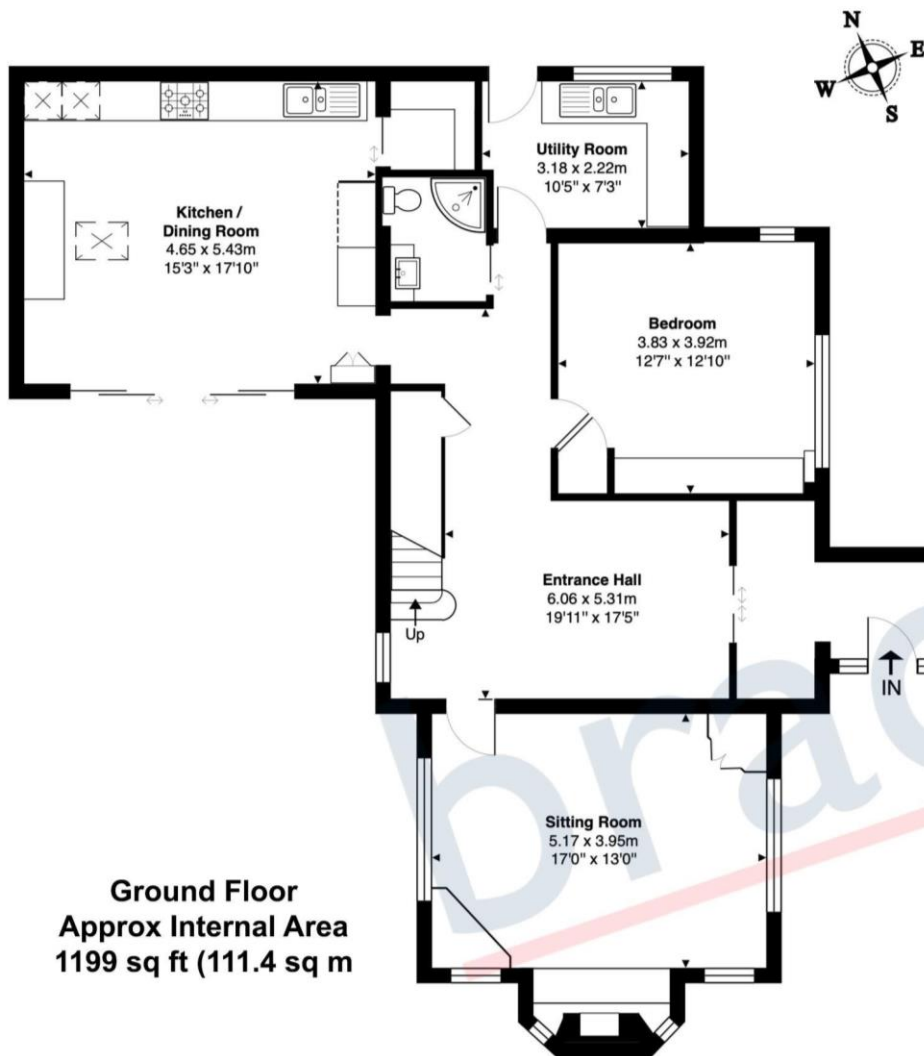 N
E
W
S
Utility Room
3.18 x 2.22m
10'5" x 7'3"
Kitchen /
Dining Room
4.65 x 5.43m
15'3" x 17'10"
Bedroom
3.83 x 3.92m
12'7" x 12'10"
Entrance Hall
6.06 x 5.31m
19'11" x 17'5"
Up
IN
Sitting Room
5.17 x 3.95m
17'0" x 13'0"
Ground Floor
Approx Internal Area
1199 sq ft (111.4 sq m